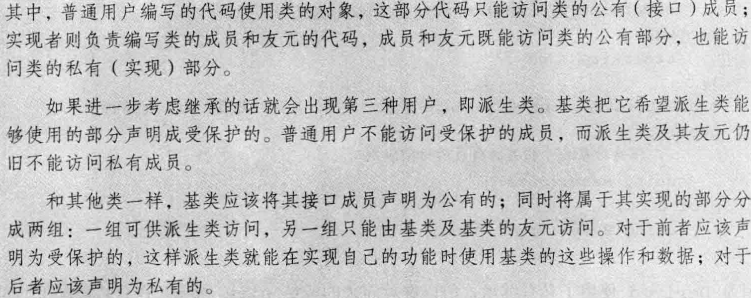 其中，普通用户编写的代码使用类的对象，这部分代码只能访问类的公有（接口）成员；
实现者则负责编写类的成员和友元的代码，成员和友元既能访问类的公有部分，也能访
问类的私有（实现）部分。
如果进一步考虑继承的话就会出现第三种用户，即派生类。基类把它希望派生类能
够使用的部分声明成受保护的。普通用户不能访问受保护的成员，而派生类及其友元仍
旧不能访问私有成员。
和其他类一样，基类应该将其接口成员声明为公有的；同时将属于其实现的部分分
成两组：一组可供派生类访问，另一组只能由基类及基类的友元访问。对于前者应该声
明为受保护的，这样派生类就能在实现自己的功能时使用基类的这些操作和数据；对于
后者应该声明为私有的。